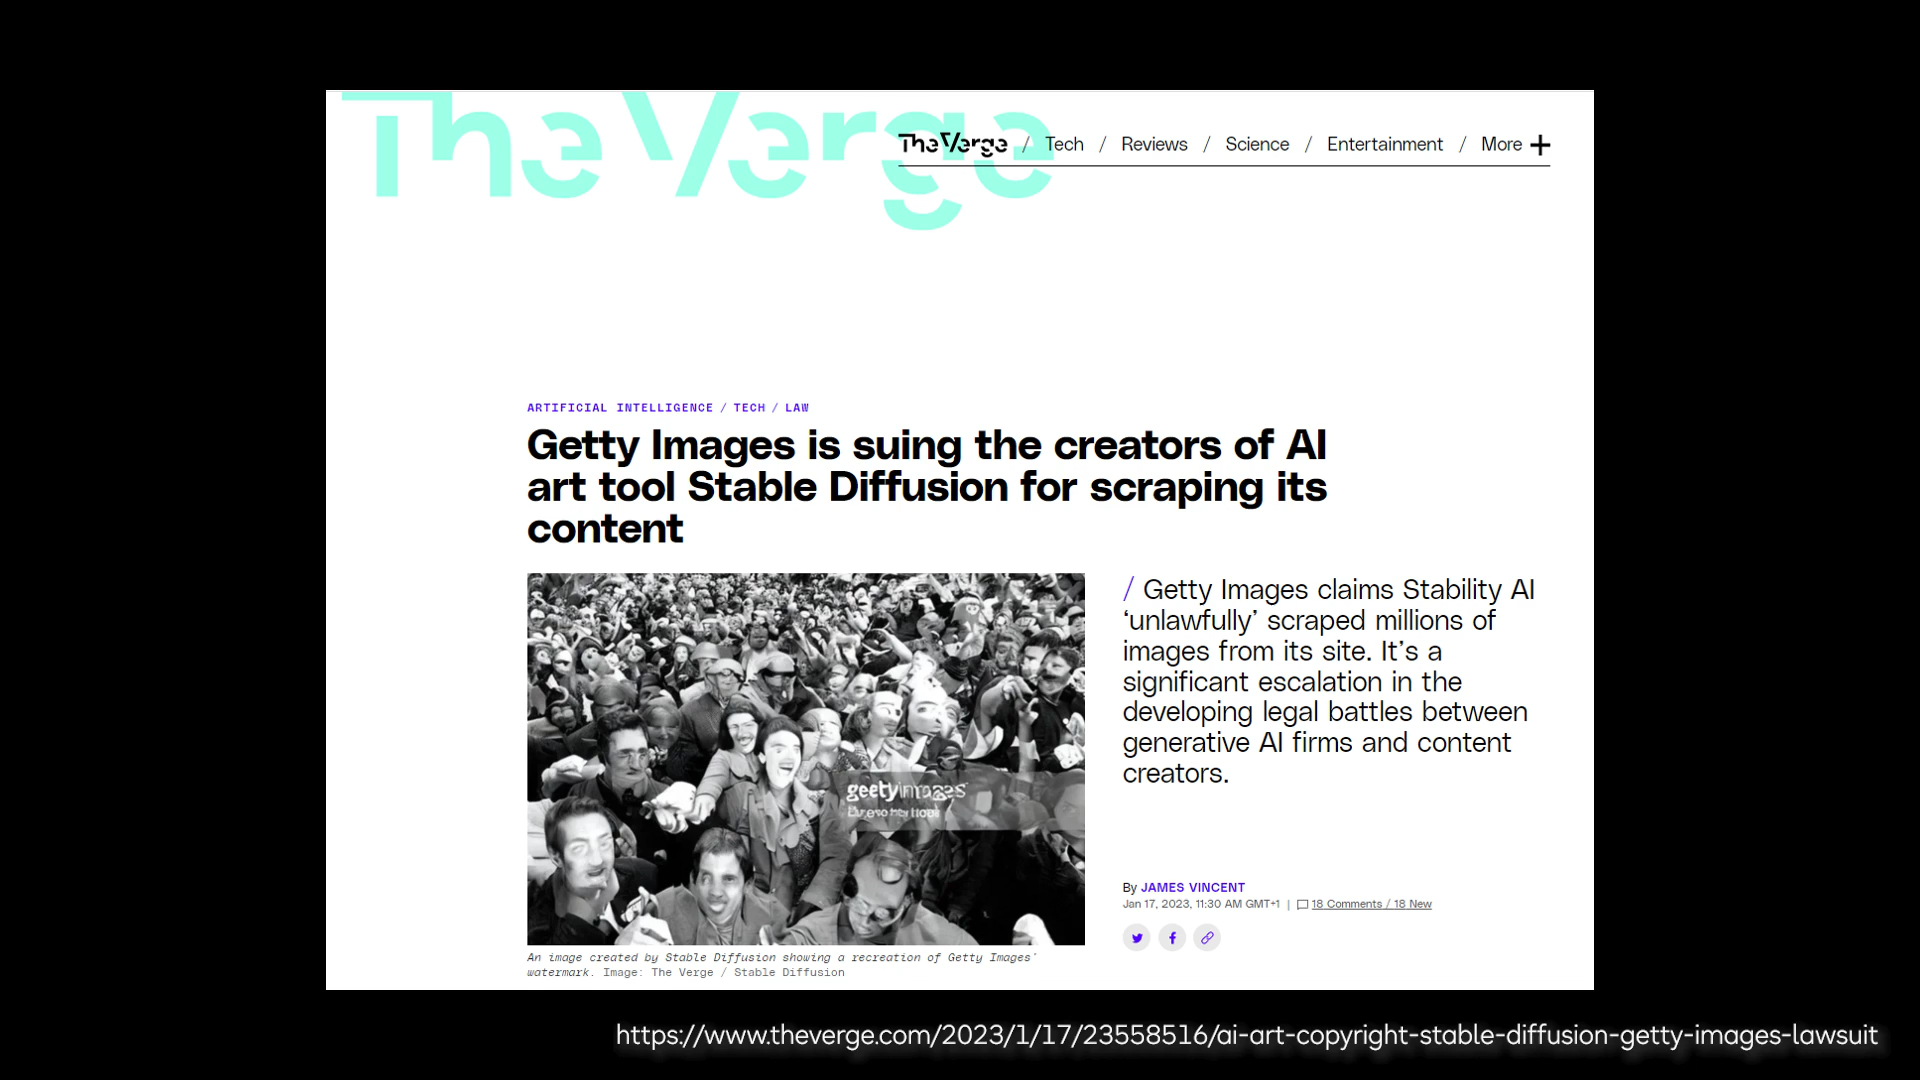 The Verge
The Verge / Tech / Reviews / Science / Entertainment / More +
ARTIFICIAL INTELLIGENCE / TECH / LAW
Getty Images is suing the creators of AI
art tool Stable Diffusion for scraping its
content
geetyimages
/ Getty Images claims Stability AI
‘unlawfully’ scraped millions of
images from its site. It’s a
significant escalation in the
developing legal battles between
generative AI firms and content
creators.
By JAMES VINCENT
Jan 17, 2023, 11:30 AM GMT+1 | 18 Comments / 18 New
An image created by Stable Diffusion showing a recreation of Getty Images’
watermark. Image: The Verge / Stable Diffusion
https://www.theverge.com/2023/1/17/23558516/ai-art-copyright-stable-diffusion-getty-images-lawsuit